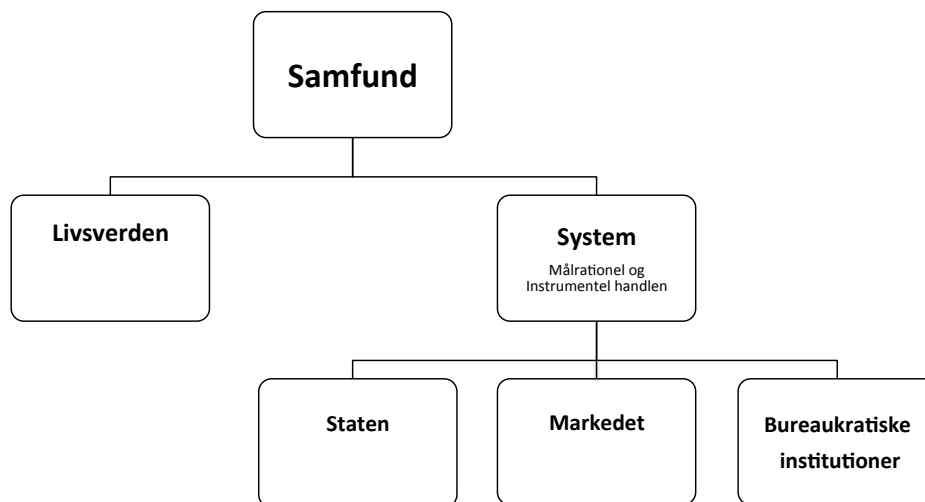 Samfund
Livsverden
System
Målrationel og
Instrumentel handlen
Staten
Markedet
Bureaukratiske
institutioner